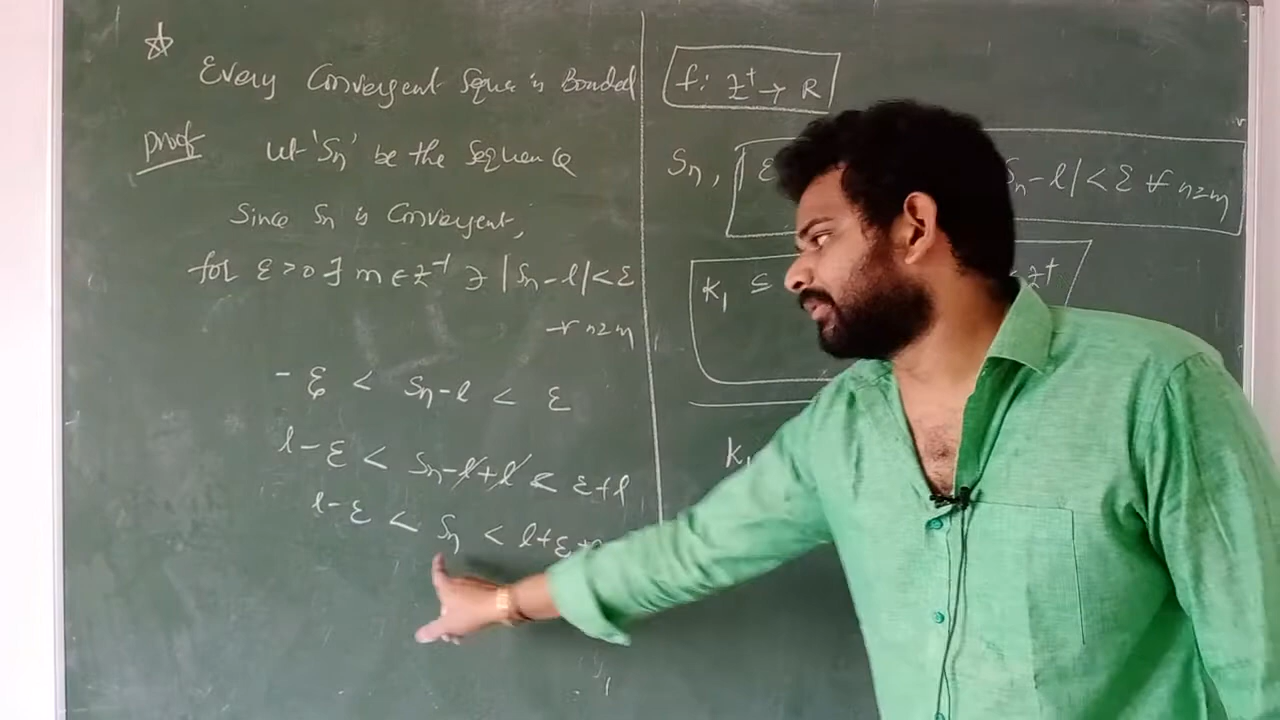 ☆
Every Convergent Seque is Bonded
Proof Let 'Sn' be the Sequence
Since Sn is Convergent,
for ε > 0 ∃ m ∈ Z⁺ ∋ |Sn - l| < ε
∀ n ≥ m
- ε < Sn - l < ε
l - ε < Sn - l + l < ε + l
l - ε < Sn < l + ε
f: Z⁺ → R
Sn, ε Sn - l| < ε ∀ n ≥ m
K₁ ≤ Z⁺
K₁